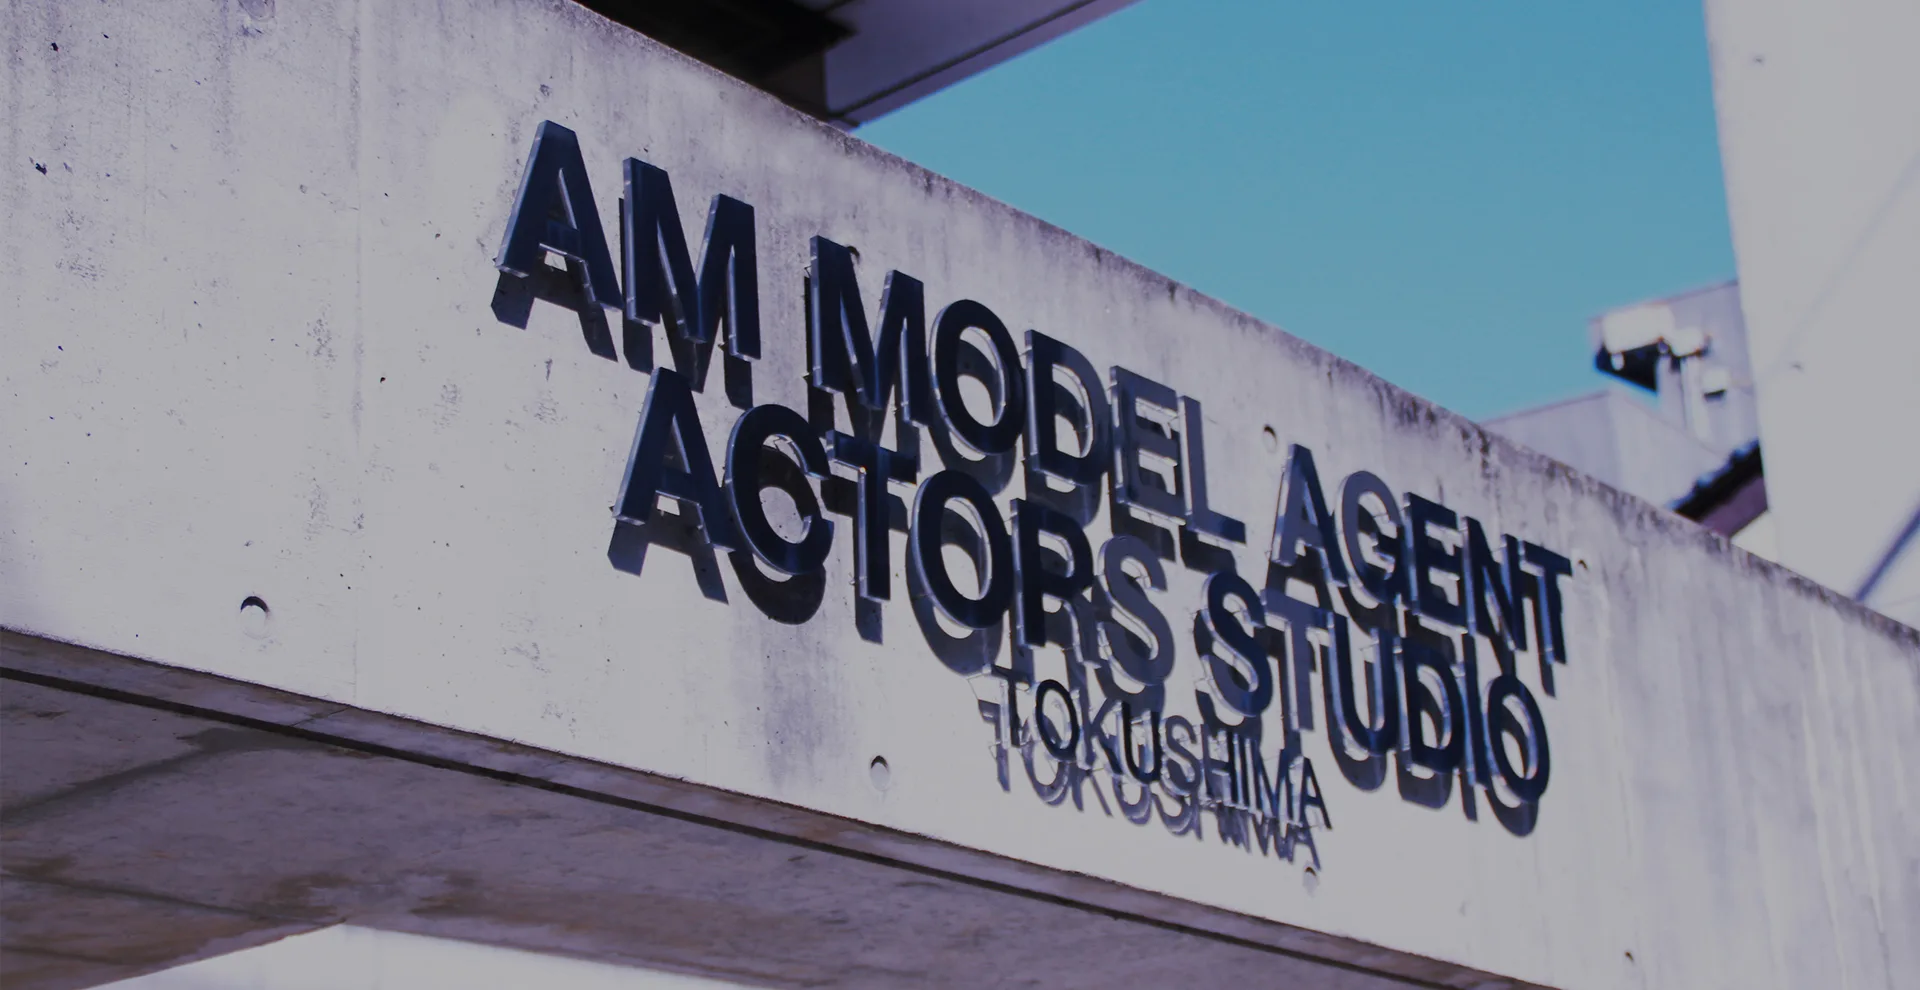 AM MODEL AGENT
ACTORS STUDIO
TOKUSHIMA